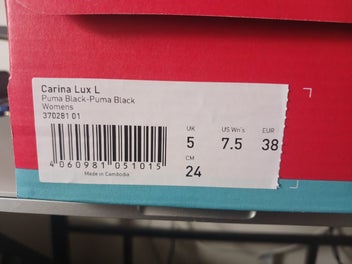 Carina Lux L
Puma Black-Puma Black
Womens
370281 01
4 060981 051015
Made in Cambodia
UK US Wn's EUR
5 7.5 38
CM
24